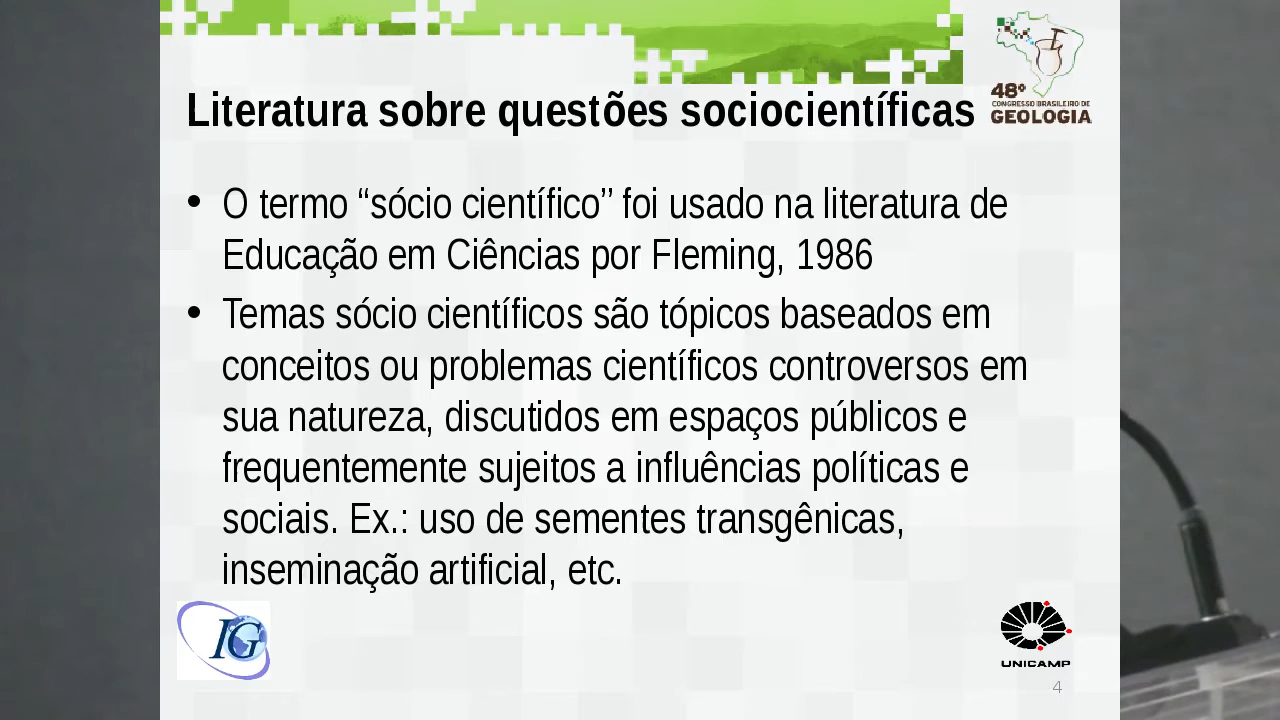 48º
CONGRESSO BRASILEIRO DE
GEOLOGIA
Literatura sobre questões sociocientíficas
• O termo “sócio científico” foi usado na literatura de
Educação em Ciências por Fleming, 1986
• Temas sócio científicos são tópicos baseados em
conceitos ou problemas científicos controversos em
sua natureza, discutidos em espaços públicos e
frequentemente sujeitos a influências políticas e
sociais. Ex.: uso de sementes transgênicas,
inseminação artificial, etc.
IG
UNICAMP
4